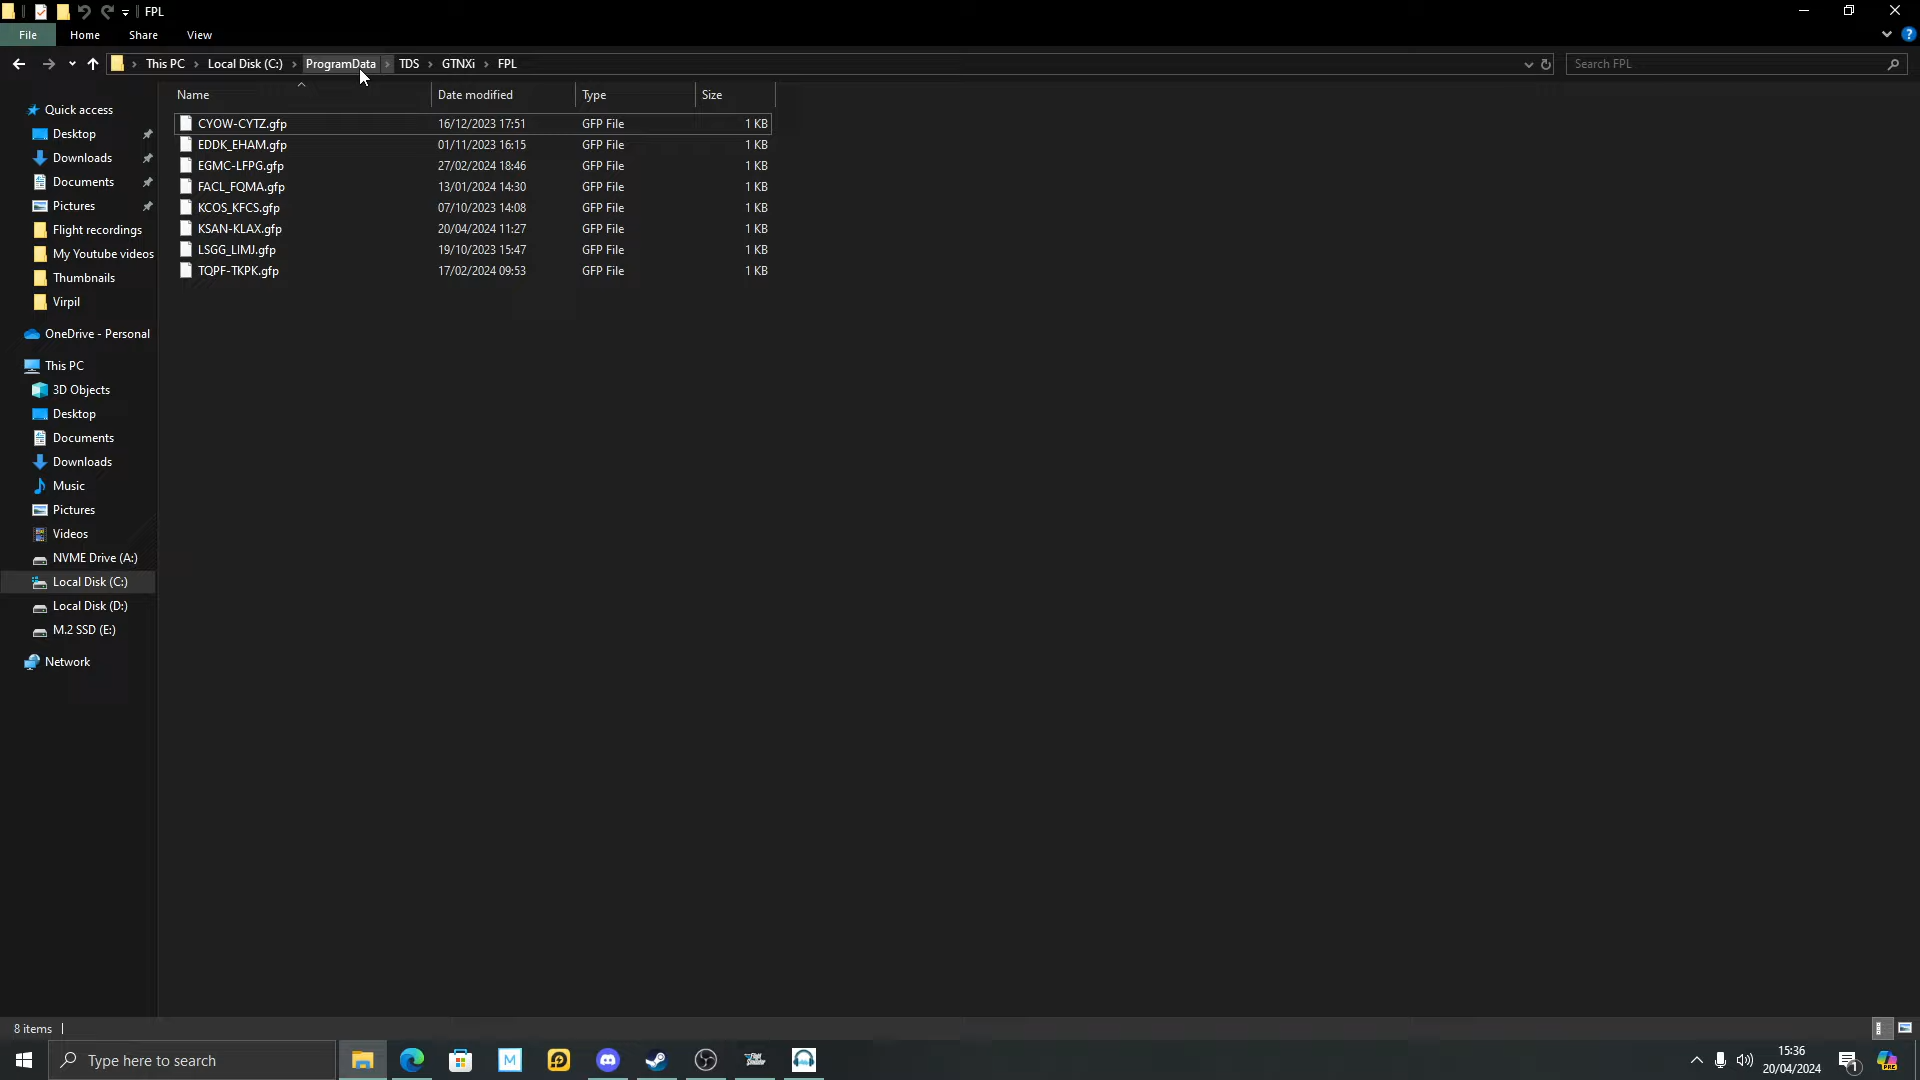 FPL
File Home Share View
This PC Local Disk (C:) ProgramData TDS GTNXi FPL Search FPL
Name Date modified Type Size
CYOW-CYTZ.gfp 16/12/2023 17:51 GFP File 1 KB
EDDK_EHAM.gfp 01/11/2023 16:15 GFP File 1 KB
EGMC-LFPG.gfp 27/02/2024 18:46 GFP File 1 KB
FACL_FQMA.gfp 13/01/2024 14:30 GFP File 1 KB
KCOS_KFCS.gfp 07/10/2023 14:08 GFP File 1 KB
KSAN-KLAX.gfp 20/04/2024 11:27 GFP File 1 KB
LSGG_LIMJ.gfp 19/10/2023 15:47 GFP File 1 KB
TQPF-TKPK.gfp 17/02/2024 09:53 GFP File 1 KB
Quick access
Desktop
Downloads
Documents
Pictures
Flight recordings
My Youtube videos
Thumbnails
Virpil
OneDrive - Personal
This PC
3D Objects
Desktop
Documents
Downloads
Music
Pictures
Videos
NVME Drive (A:)
Local Disk (C:)
Local Disk (D:)
M.2 SSD (E:)
Network
8 items
Type here to search
M
15:36
20/04/2024
1
PRE